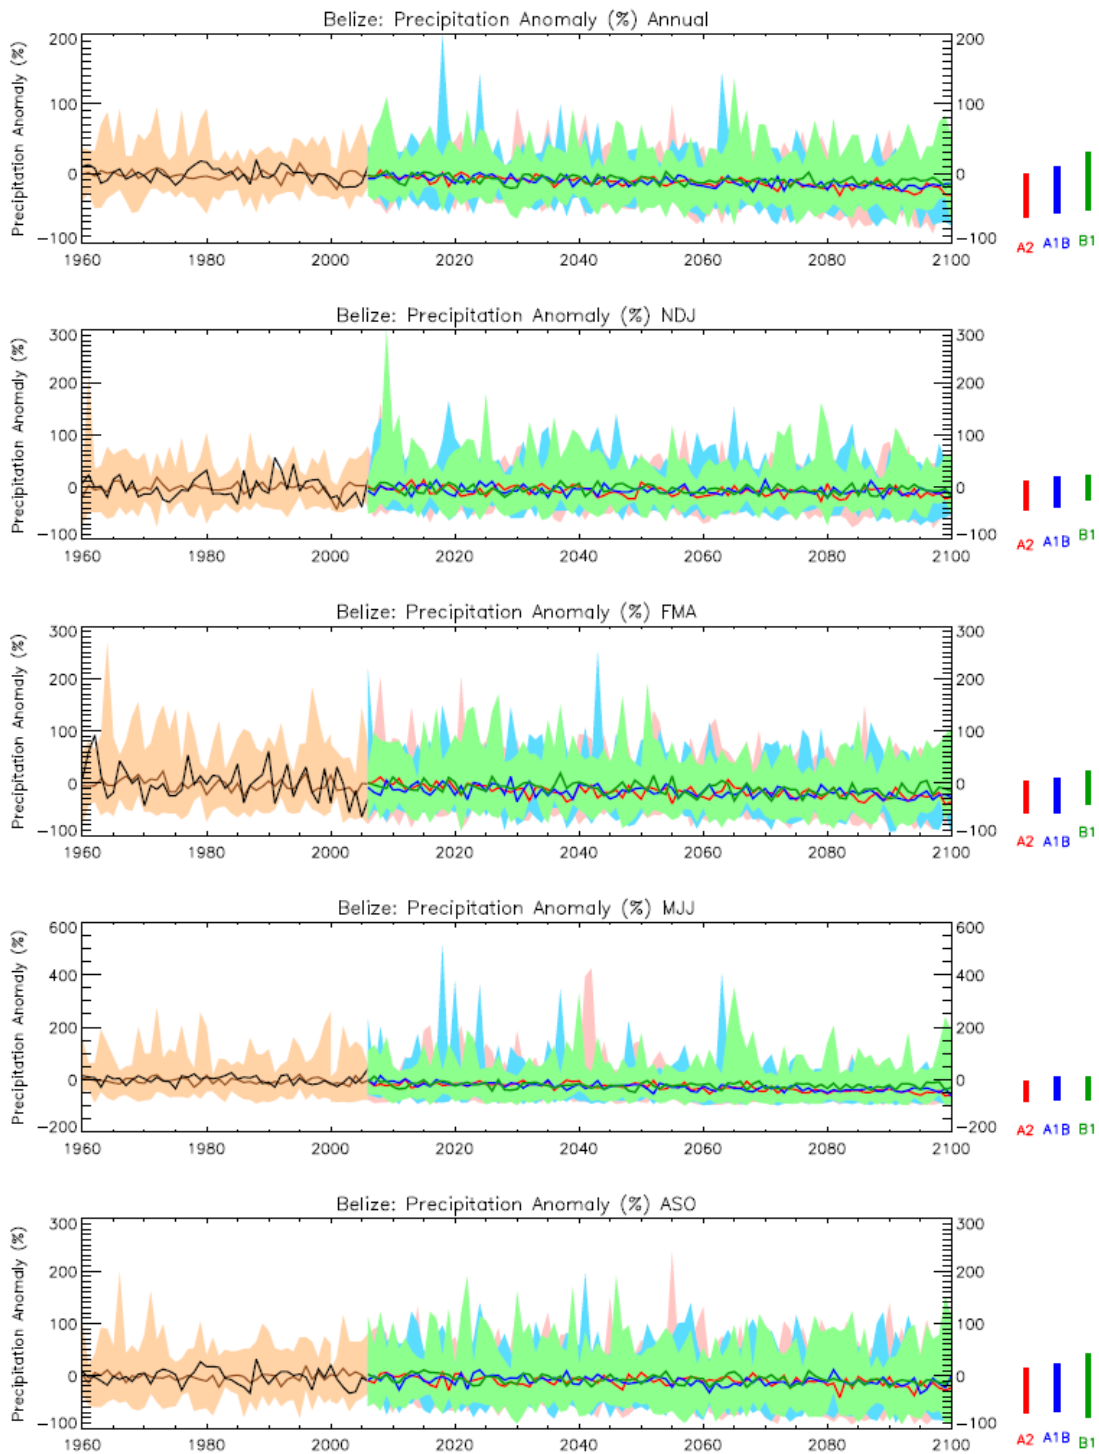 Belize: Precipitation Anomaly (%) Annual
Precipitation Anomaly (%)
200 200
100 100
0 0
−100 −100
1960 1980 2000 2020 2040 2060 2080 2100
A2 A1B B1
Belize: Precipitation Anomaly (%) NDJ
Precipitation Anomaly (%)
300 300
200 200
100 100
0 0
−100 −100
1960 1980 2000 2020 2040 2060 2080 2100
A2 A1B B1
Belize: Precipitation Anomaly (%) FMA
Precipitation Anomaly (%)
300 300
200 200
100 100
0 0
−100 −100
1960 1980 2000 2020 2040 2060 2080 2100
A2 A1B B1
Belize: Precipitation Anomaly (%) MJJ
Precipitation Anomaly (%)
600 600
400 400
200 200
0 0
−200 −200
1960 1980 2000 2020 2040 2060 2080 2100
A2 A1B B1
Belize: Precipitation Anomaly (%) ASO
Precipitation Anomaly (%)
300 300
200 200
100 100
0 0
−100 −100
1960 1980 2000 2020 2040 2060 2080 2100
A2 A1B B1